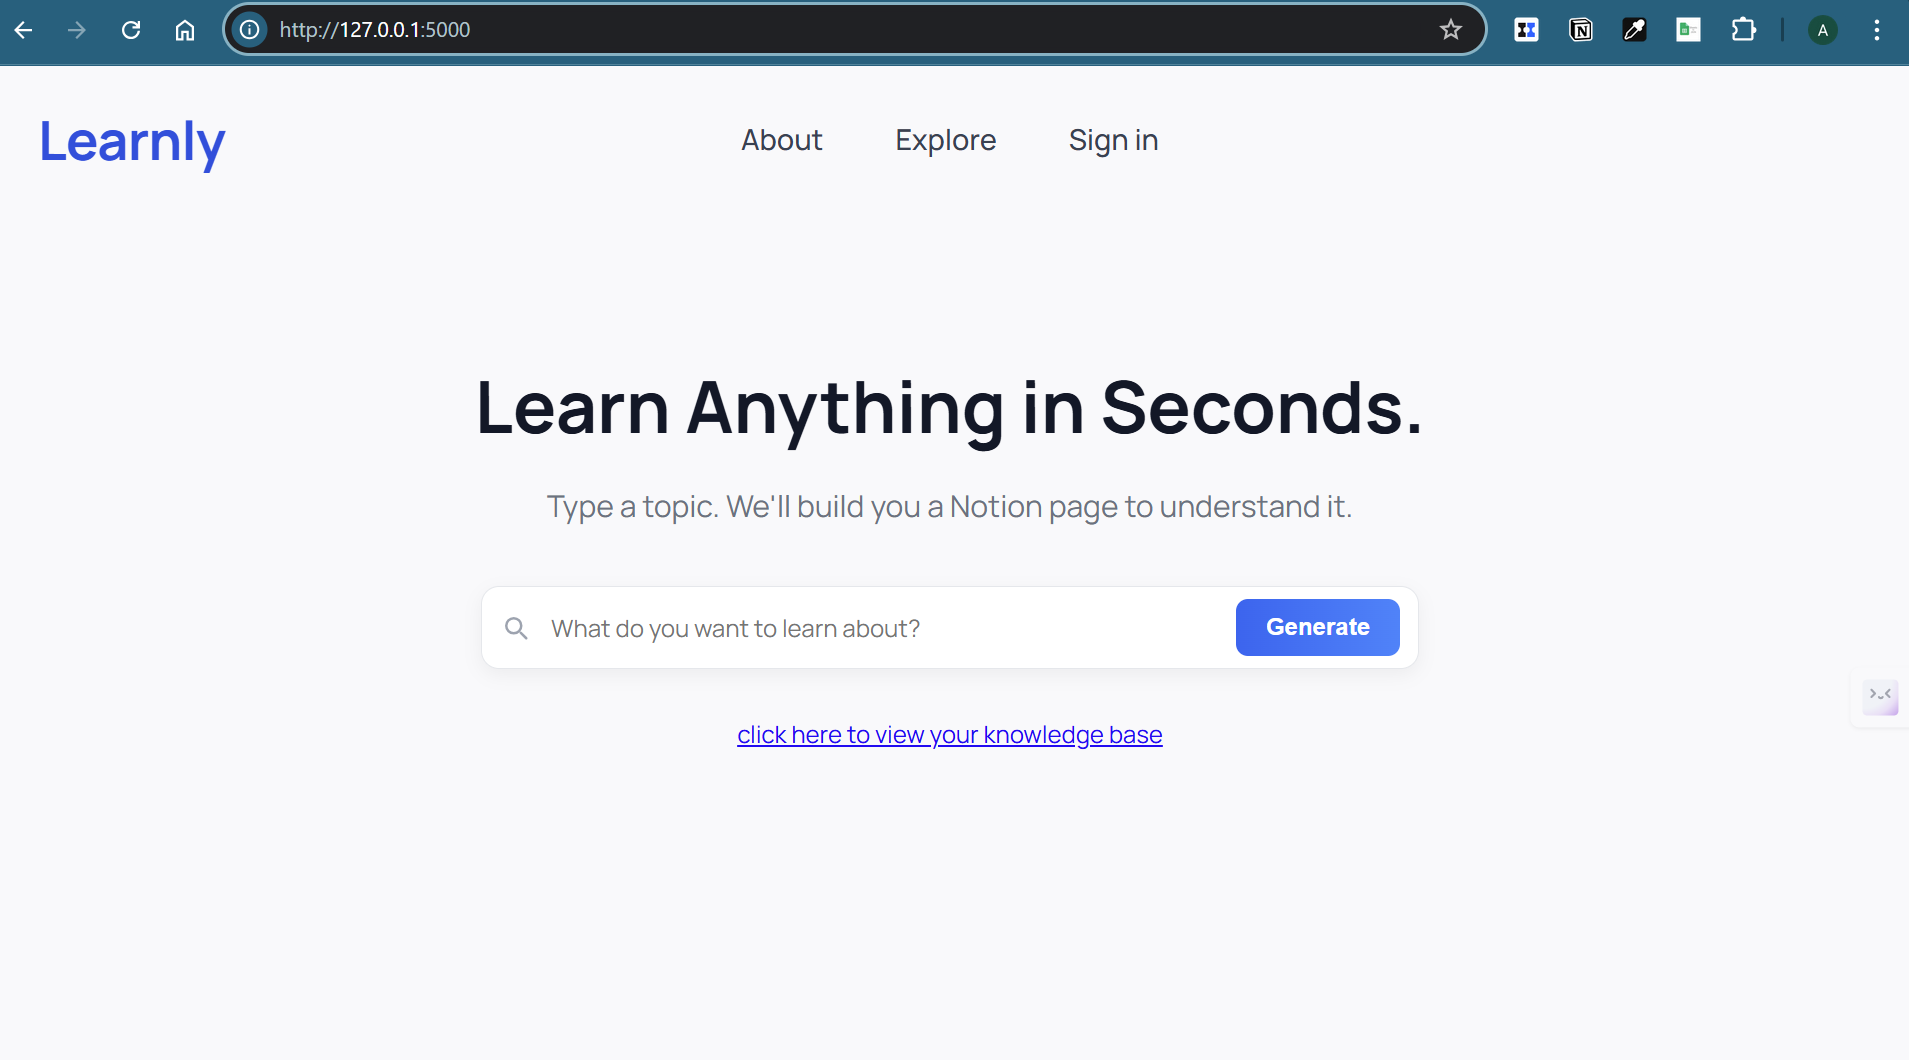 http://127.0.0.1:5000
A
Learnly
About Explore Sign in
Learn Anything in Seconds.
Type a topic. We'll build you a Notion page to understand it.
What do you want to learn about? Generate
click here to view your knowledge base